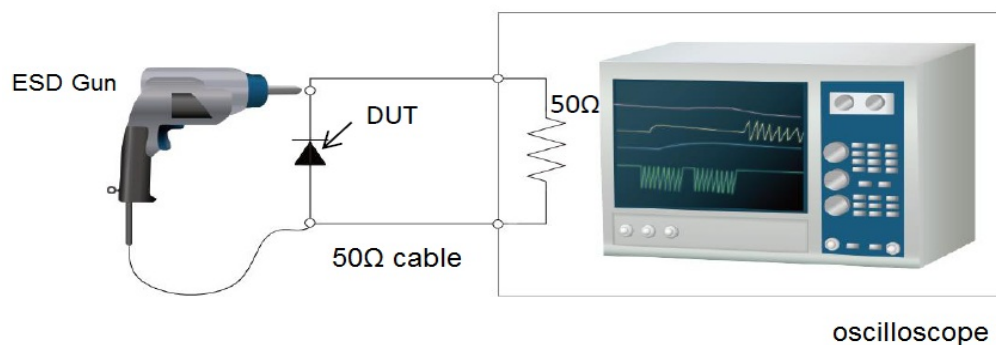 ESD Gun
DUT
50Ω
50Ω cable
oscilloscope